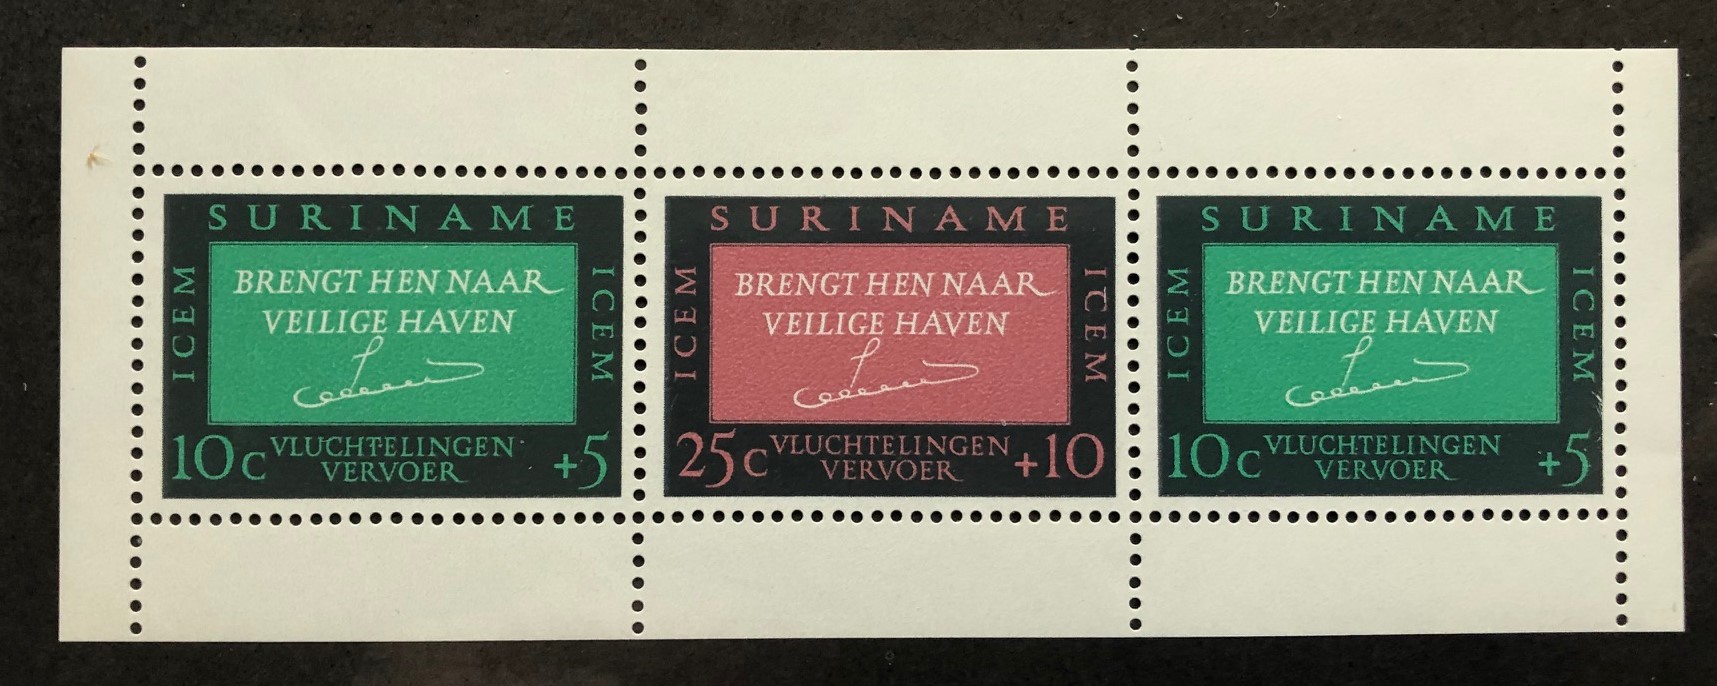 SURINAME
ICEM
BRENGT HEN NAAR
VEILIGE HAVEN
ICEM
10 C VLUCHTELINGEN VERVOER +5
SURINAME
ICEM
BRENGT HEN NAAR
VEILIGE HAVEN
ICEM
25 C VLUCHTELINGEN VERVOER +10
SURINAME
ICEM
BRENGT HEN NAAR
VEILIGE HAVEN
ICEM
10 C VLUCHTELINGEN VERVOER +5